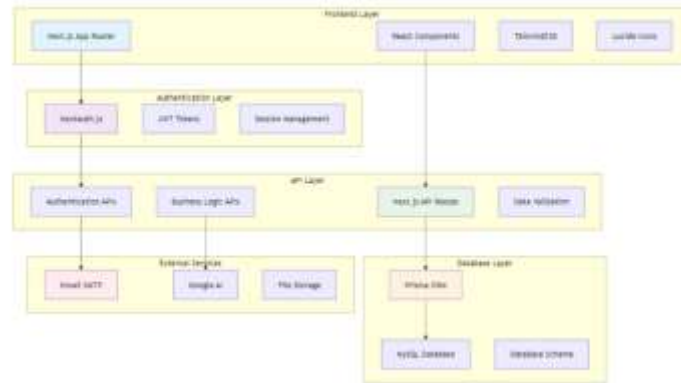 Frontend Layer
Next.js App Router
React Components
TailwindCSS
Lucide Icons
Authentication Layer
NextAuth.js
JWT Tokens
Session Management
API Layer
Authentication APIs
Business Logic APIs
Next.js API Routes
Data Validation
External Services
Email SMTP
Google AI
File Storage
Database Layer
Prisma ORM
MySQL Database
Database Schema